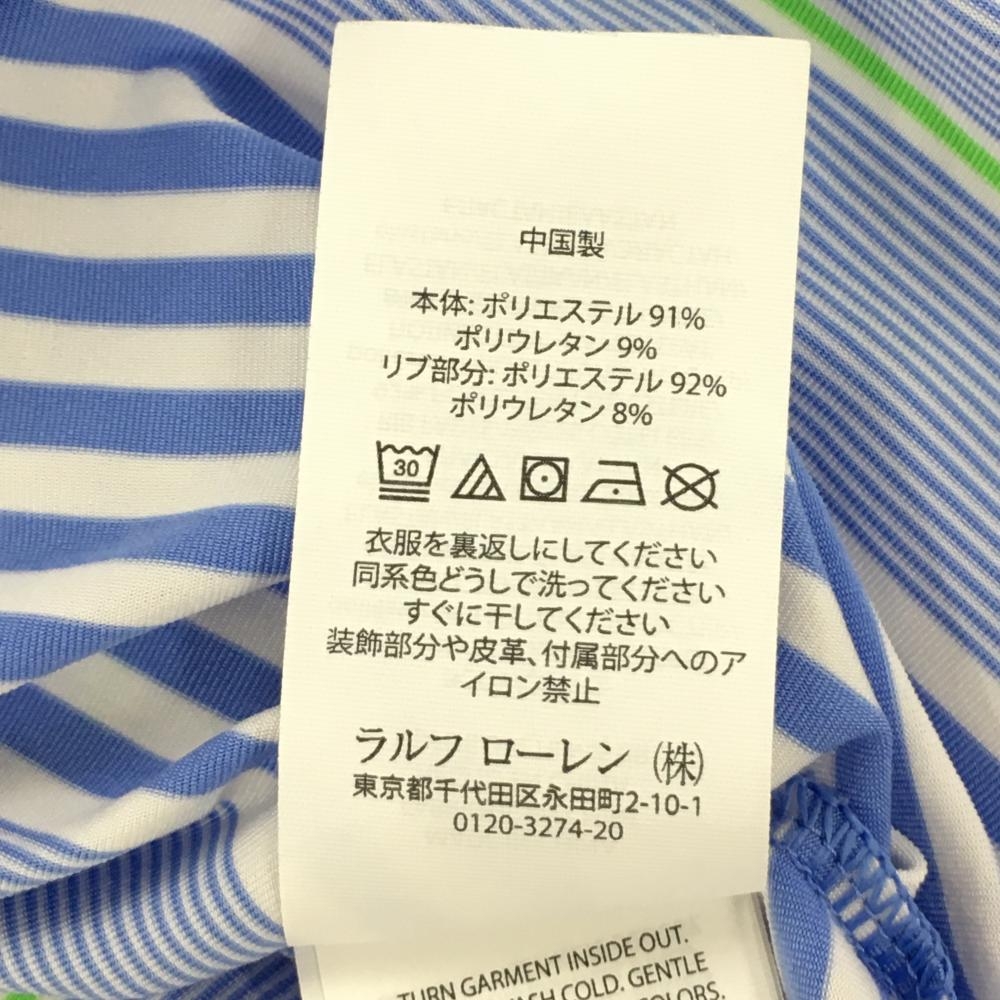 中国製
本体: ポリエステル 91%
ポリウレタン 9%
リブ部分: ポリエステル 92%
ポリウレタン 8%
30
衣服を裏返しにしてください
同系色どうしで洗ってください
すぐに干してください
装飾部分や皮革、付属部分へのア
イロン禁止
ラルフ ローレン (株)
東京都千代田区永田町2-10-1
0120-3274-20
TURN GARMENT INSIDE OUT.
COLD. GENTLE
COLORS.